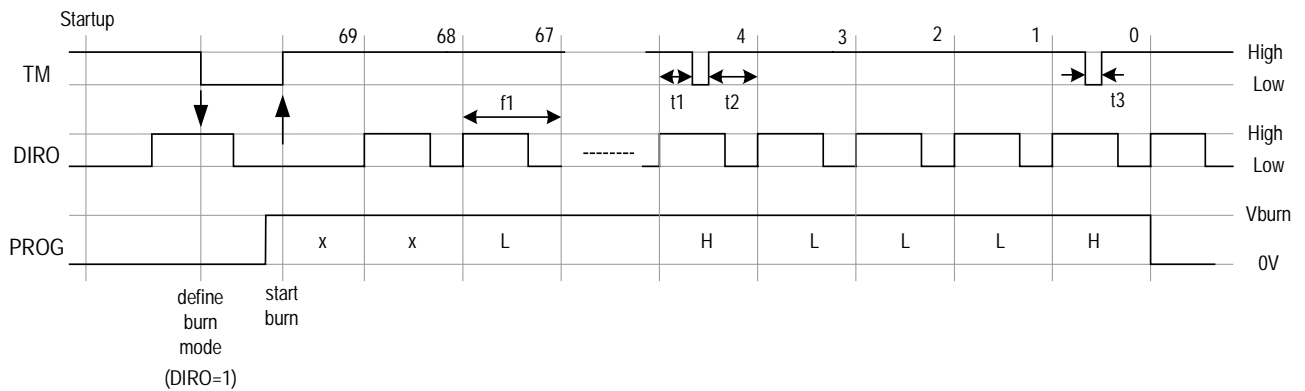 Startup
69 68 67 4 3 2 1 0
TM
High
Low
t1 t2 t3
f1
DIRO
High
Low
--------
PROG
Vburn
0V
x x L H L L L H
define
burn
mode
(DIRO=1)
start
burn